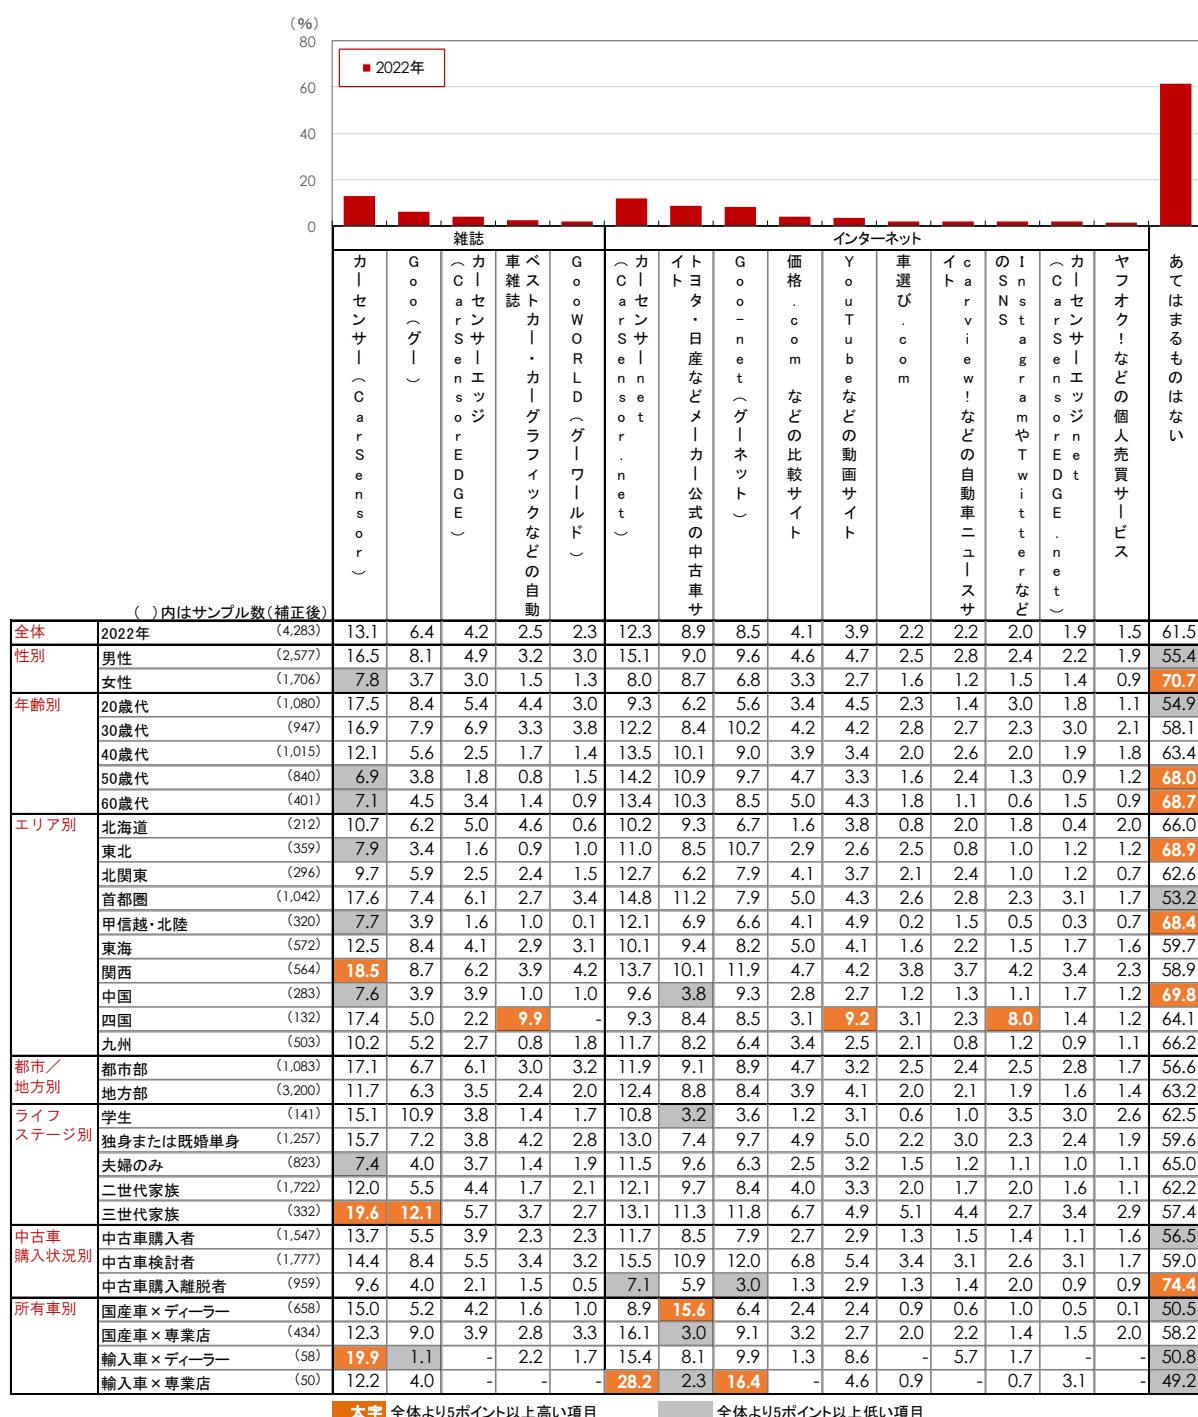 （%）
80
60
40
20
0
■ 2022年
雑誌 インターネット
カーセンサー（CarSensor）
Goo（グー）
カーセンサーエッジ
（CarSensorEDGE）
ベストカー・カーグラフィックなどの自動
車雑誌
GooWORLD（グーワールド）
カーセンサーnet
（CarSensor.net）
トヨタ・日産などメーカー公式の中古車サ
イト
Goo-net（グーネット）
価格.com などの比較サイト
YouTubeなどの動画サイト
車選び.com
carview!などの自動車ニュースサ
イト
InstagramやTwitterなど
のSNS
カーセンサーエッジnet
（CarSensorEDGE.net）
ヤフオク！などの個人売買サービス
あてはまるものはない
（ ）内はサンプル数（補正後）
全体 2022年 (4,283) 13.1 6.4 4.2 2.5 2.3 12.3 8.9 8.5 4.1 3.9 2.2 2.2 2.0 1.9 1.5 61.5
性別 男性 (2,577) 16.5 8.1 4.9 3.2 3.0 15.1 9.0 9.6 4.6 4.7 2.5 2.8 2.4 2.2 1.9 55.4
女性 (1,706) 7.8 3.7 3.0 1.5 1.3 8.0 8.7 6.8 3.3 2.7 1.6 1.2 1.5 1.4 0.9 70.7
年齢別 20歳代 (1,080) 17.5 8.4 5.4 4.4 3.0 9.3 6.2 5.6 3.4 4.5 2.3 1.4 3.0 1.8 1.1 54.9
30歳代 (947) 16.9 7.9 6.9 3.3 3.8 12.2 8.4 10.2 4.2 4.2 2.8 2.7 2.3 3.0 2.1 58.1
40歳代 (1,015) 12.1 5.6 2.5 1.7 1.4 13.5 10.1 9.0 3.9 3.4 2.0 2.6 2.0 1.9 1.8 63.4
50歳代 (840) 6.9 3.8 1.8 0.8 1.5 14.2 10.9 9.7 4.7 3.3 1.6 2.4 1.3 0.9 1.2 68.0
60歳代 (401) 7.1 4.5 3.4 1.4 0.9 13.4 10.3 8.5 5.0 4.3 1.8 1.1 0.6 1.5 0.9 68.7
エリア別 北海道 (212) 10.7 6.2 5.0 4.6 0.6 10.2 9.3 6.7 1.6 3.8 0.8 2.0 1.8 0.4 2.0 66.0
東北 (359) 7.9 3.4 1.6 0.9 1.0 11.0 8.5 10.7 2.9 2.6 2.5 0.8 1.0 1.2 1.2 68.9
北関東 (296) 9.7 5.9 2.5 2.4 1.5 12.7 6.2 7.9 4.1 3.7 2.1 2.4 1.0 1.2 0.7 62.6
首都圏 (1,042) 17.6 7.4 6.1 2.7 3.4 14.8 11.2 7.9 5.0 4.3 2.6 2.8 2.3 3.1 1.7 53.2
甲信越・北陸 (320) 7.7 3.9 1.6 1.0 0.1 12.1 6.9 6.6 4.1 4.9 0.2 1.5 0.5 0.3 0.7 68.4
東海 (572) 12.5 8.4 4.1 2.9 3.1 10.1 9.4 8.2 5.0 4.1 1.6 2.2 1.5 1.7 1.6 59.7
関西 (564) 18.5 8.7 6.2 3.9 4.2 13.7 10.1 11.9 4.7 4.2 3.8 3.7 4.2 3.4 2.3 58.9
中国 (283) 7.6 3.9 3.9 1.0 1.0 9.6 3.8 9.3 2.8 2.7 1.2 1.3 1.1 1.7 1.2 69.8
四国 (132) 17.4 5.0 2.2 9.9 - 9.3 8.4 8.5 3.1 9.2 3.1 2.3 8.0 1.4 1.2 64.1
九州 (503) 10.2 5.2 2.7 0.8 1.8 11.7 8.2 6.4 3.4 2.5 2.1 0.8 1.2 0.9 1.1 66.2
都市／ 都市部 (1,083) 17.1 6.7 6.1 3.0 3.2 11.9 9.1 8.9 4.7 3.2 2.5 2.4 2.5 2.8 1.7 56.6
地方別 地方部 (3,200) 11.7 6.3 3.5 2.4 2.0 12.4 8.8 8.4 3.9 4.1 2.0 2.1 1.9 1.6 1.4 63.2
ライフ 学生 (141) 15.1 10.9 3.8 1.4 1.7 10.8 3.2 3.6 1.2 3.1 0.6 1.0 3.5 3.0 2.6 62.5
ステージ別 独身または既婚単身 (1,257) 15.7 7.2 3.8 4.2 2.8 13.0 7.4 9.7 4.9 5.0 2.2 3.0 2.3 2.4 1.9 59.6
夫婦のみ (823) 7.4 4.0 3.7 1.4 1.9 11.5 9.6 6.3 2.5 3.2 1.5 1.2 1.1 1.0 1.1 65.0
二世代家族 (1,722) 12.0 5.5 4.4 1.7 2.1 12.1 9.7 8.4 4.0 3.3 2.0 1.7 2.0 1.6 1.1 62.2
三世代家族 (332) 19.6 12.1 5.7 3.7 2.7 13.1 11.3 11.8 6.7 4.9 5.1 4.4 2.7 3.4 2.9 57.4
中古車 中古車購入者 (1,547) 13.7 5.5 3.9 2.3 2.3 11.7 8.5 7.9 2.7 2.9 1.3 1.5 1.4 1.1 1.6 56.5
購入状況別 中古車検討者 (1,777) 14.4 8.4 5.5 3.4 3.2 15.5 10.9 12.0 6.8 5.4 3.4 3.1 2.6 3.1 1.7 59.0
中古車購入離脱者 (959) 9.6 4.0 2.1 1.5 0.5 7.1 5.9 3.0 1.3 2.9 1.3 1.4 2.0 0.9 0.9 74.4
所有車別 国産車×ディーラー (658) 15.0 5.2 4.2 1.6 1.0 8.9 15.6 6.4 2.4 2.4 0.9 0.6 1.0 0.5 0.1 50.5
国産車×専業店 (434) 12.3 9.0 3.9 2.8 3.3 16.1 3.0 9.1 3.2 2.7 2.0 2.2 1.4 1.5 2.0 58.2
輸入車×ディーラー (58) 19.9 1.1 - 2.2 1.7 15.4 8.1 9.9 1.3 8.6 - 5.7 1.7 - - 50.8
輸入車×専業店 (50) 12.2 4.0 - - - 28.2 2.3 16.4 - 4.6 0.9 - 0.7 3.1 - 49.2
太字 全体より5ポイント以上高い項目 全体より5ポイント以上低い項目